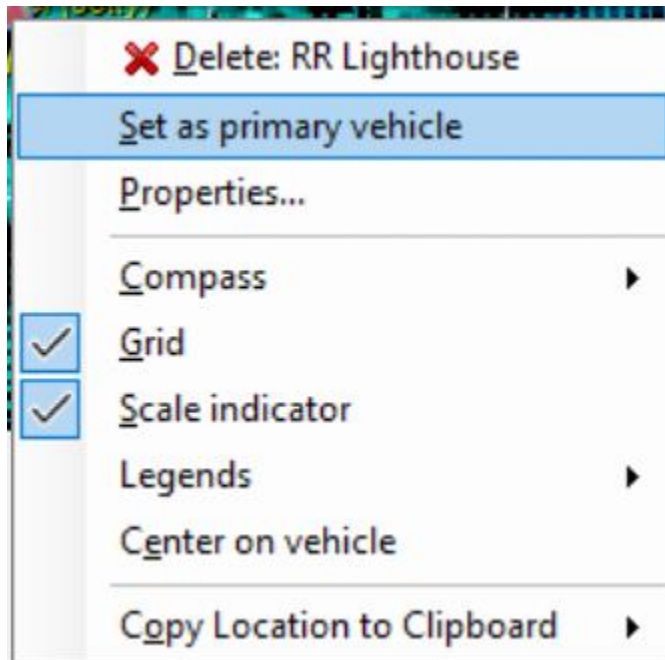 Delete: RR Lighthouse
Set as primary vehicle
Properties...
Compass
Grid
Scale indicator
Legends
Center on vehicle
Copy Location to Clipboard